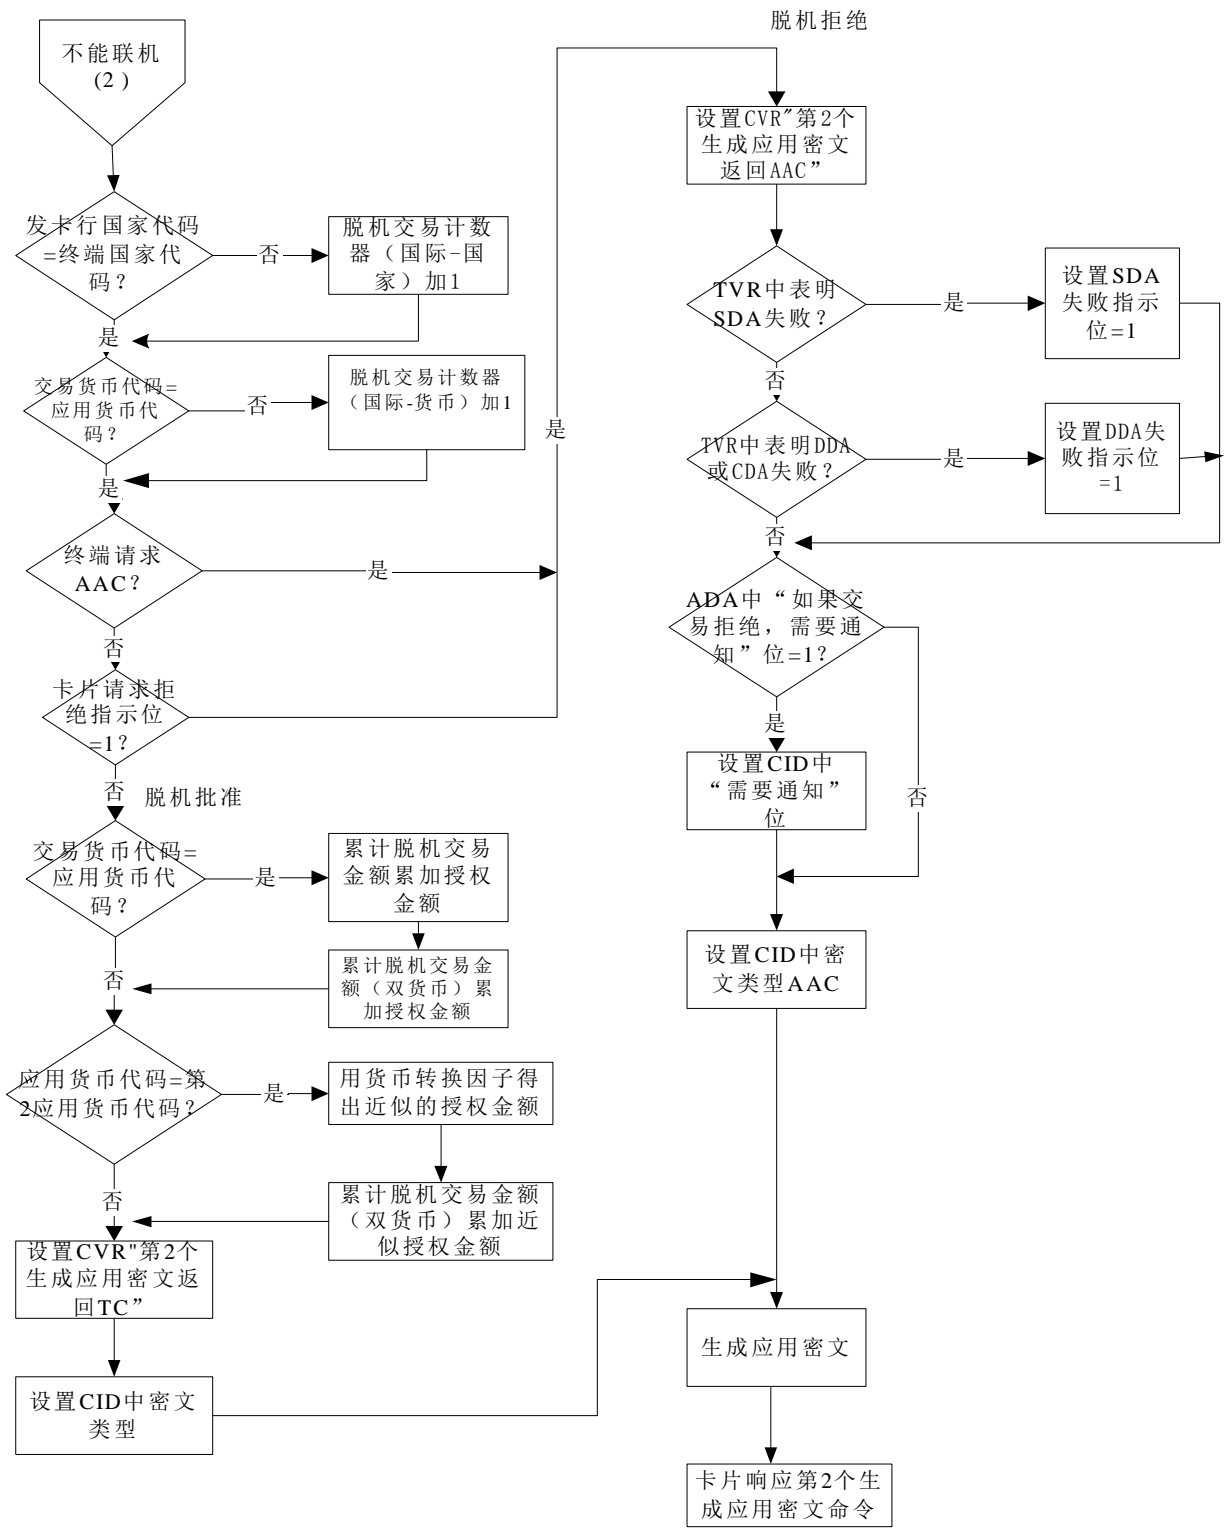 不能联机
(2 )
发卡行国家代码
=终端国家代
码?
否
脱机交易计数
器（国际-国
家）加1
是
交易货币代码=
应用货币代
码?
否
脱机交易计数器
（国际-货币）加1
是
终端请求
AAC?
是
是
否
卡片请求拒
绝指示位
=1?
否
脱机批准
交易货币代码=
应用货币代
码?
是
累计脱机交易
金额累加授权
金额
累计脱机交易金
额（双货币）累
加授权金额
否
应用货币代码=第
2应用货币代码?
是
用货币转换因子得
出近似的授权金额
累计脱机交易金额
（双货币）累加近
似授权金额
否
设置CVR"第2个
生成应用密文返
回TC”
设置CID中密文
类型
脱机拒绝
设置CVR″第2个
生成应用密文
返回AAC”
TVR中表明
SDA失败?
是
设置SDA
失败指示
位=1
否
TVR中表明DDA
或CDA失败?
是
设置DDA失
败指示位
=1
否
ADA中“如果交
易拒绝，需要通
知”位=1?
是
否
设置CID中
“需要通知”
位
设置CID中密
文类型AAC
生成应用密文
卡片响应第2个生
成应用密文命令